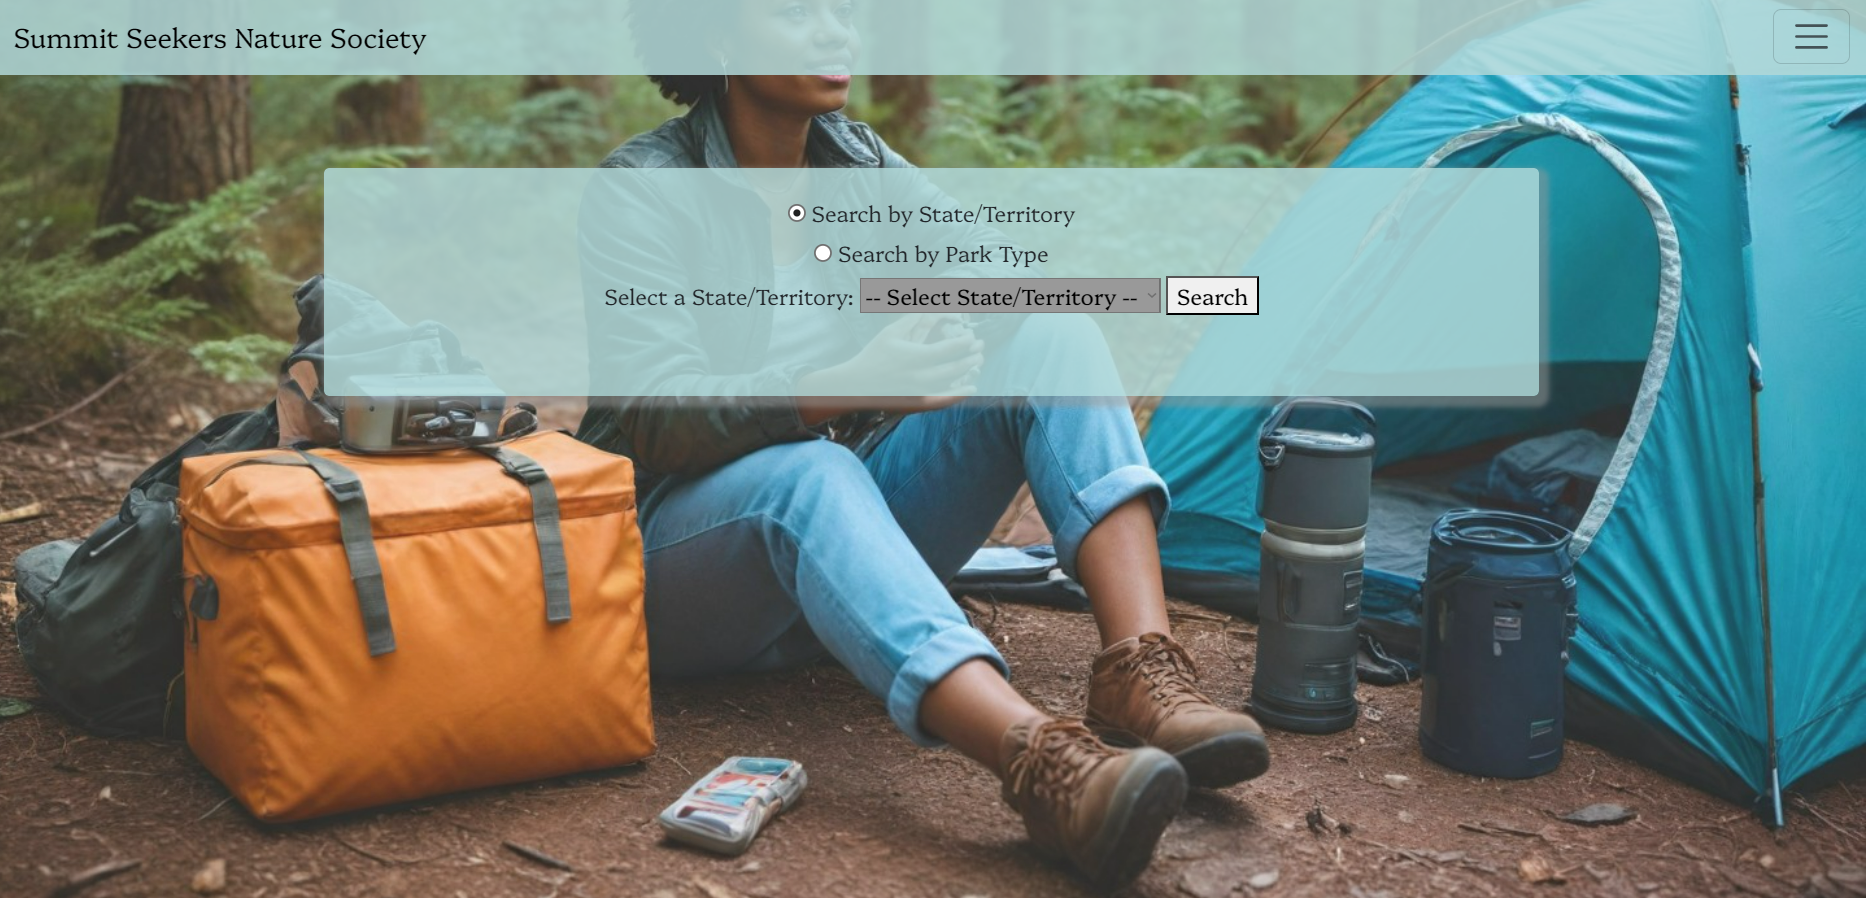 Summit Seekers Nature Society
Search by State/Territory
Search by Park Type
Select a State/Territory: -- Select State/Territory -- Search